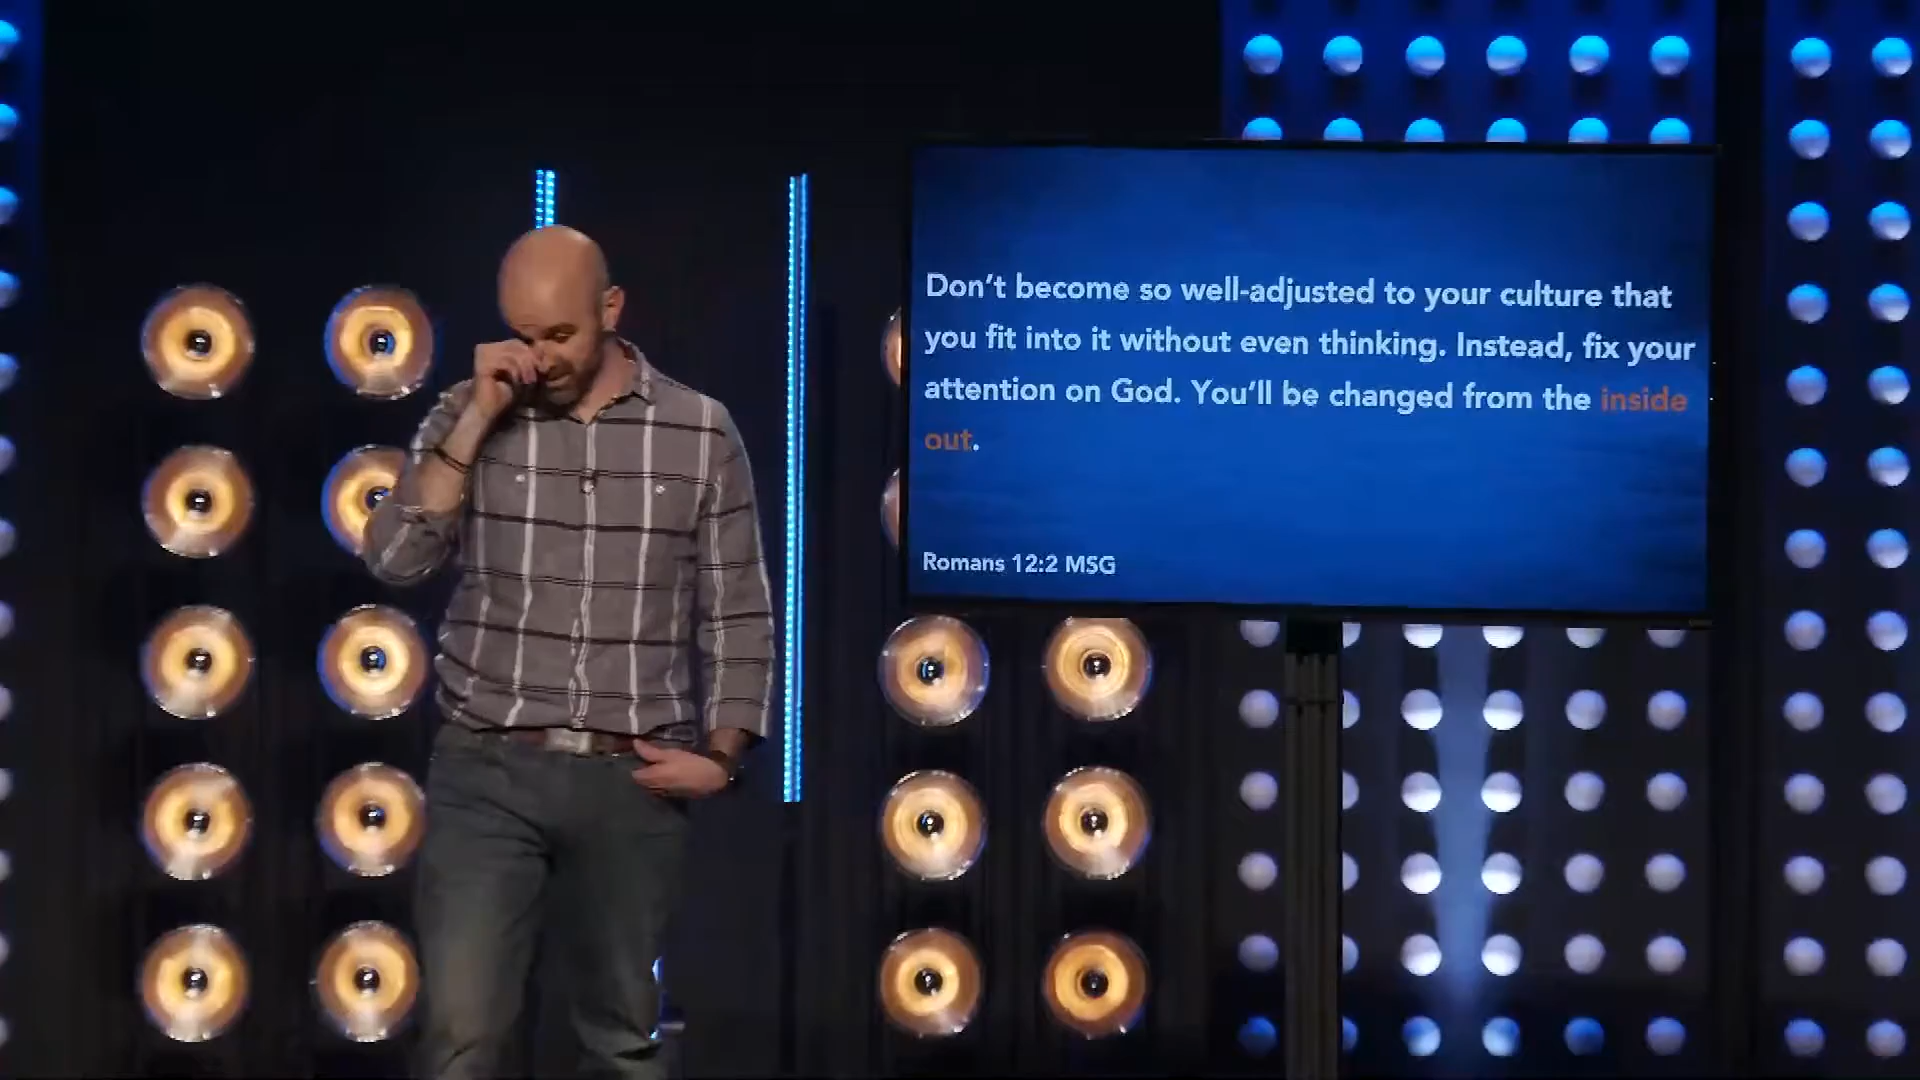 Don't become so well-adjusted to your culture that
you fit into it without even thinking. Instead, fix your
attention on God. You'll be changed from the inside
out.
Romans 12:2 MSG